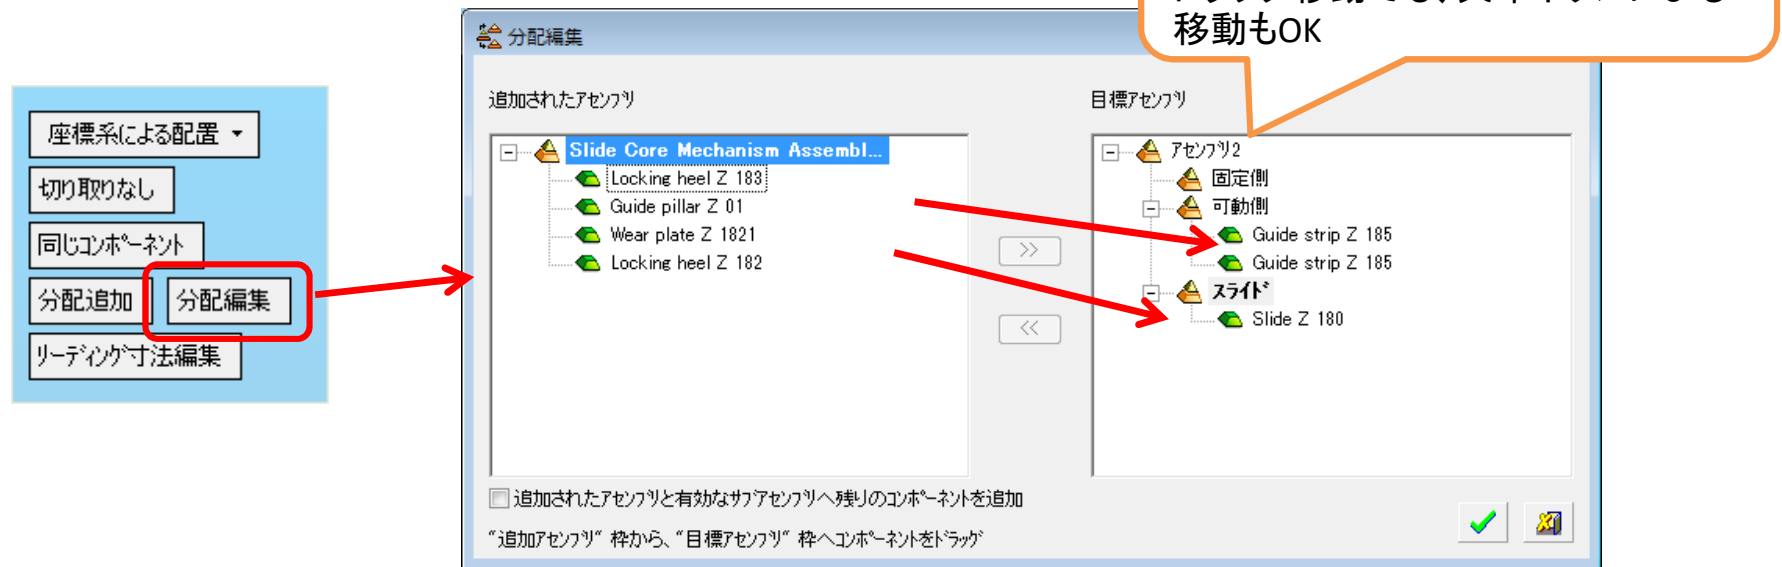 移動もOK
分配編集
座標系による配置
切り取りなし
同じコンポーネント
分配追加
分配編集
リーディング寸法編集
追加されたアセンブリ
Slide Core Mechanism Assembl...
Locking heel Z 183
Guide pillar Z 01
Wear plate Z 1821
Locking heel Z 182
>>
<<
目標アセンブリ
アセンブリ2
固定側
可動側
Guide strip Z 185
Guide strip Z 185
スライド
Slide Z 180
追加されたアセンブリと有効なサブアセンブリへ残りのコンポーネントを追加
"追加アセンブリ" 枠から、"目標アセンブリ" 枠へコンポーネントをドラッグ